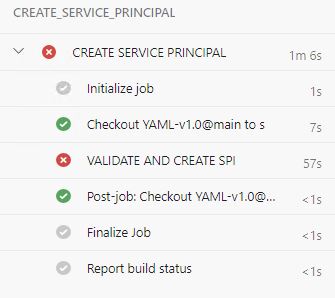 CREATE_SERVICE_PRINCIPAL
CREATE SERVICE PRINCIPAL 1m 6s
Initialize job 1s
Checkout YAML-v1.0@main to s 7s
VALIDATE AND CREATE SPI 57s
Post-job: Checkout YAML-v1.0@... <1s
Finalize Job <1s
Report build status <1s